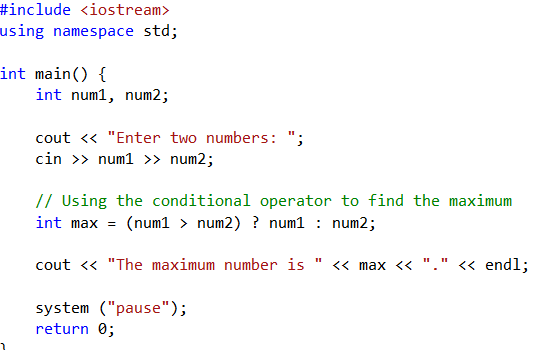 #include <iostream>
using namespace std;

int main() {
    int num1, num2;

    cout << "Enter two numbers: ";
    cin >> num1 >> num2;

    // Using the conditional operator to find the maximum
    int max = (num1 > num2) ? num1 : num2;

    cout << "The maximum number is " << max << "." << endl;

    system ("pause");
    return 0;
}